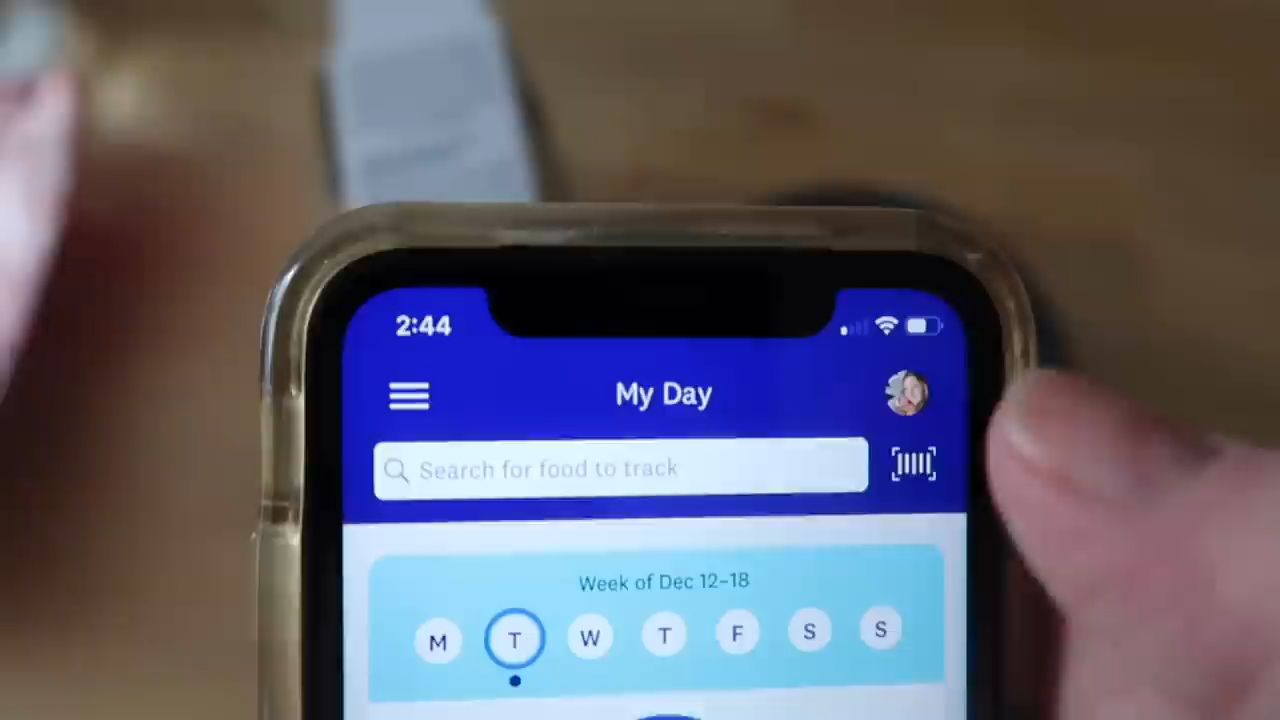 2:44
My Day
Search for food to track
Week of Dec 12–18
M T W T F S S